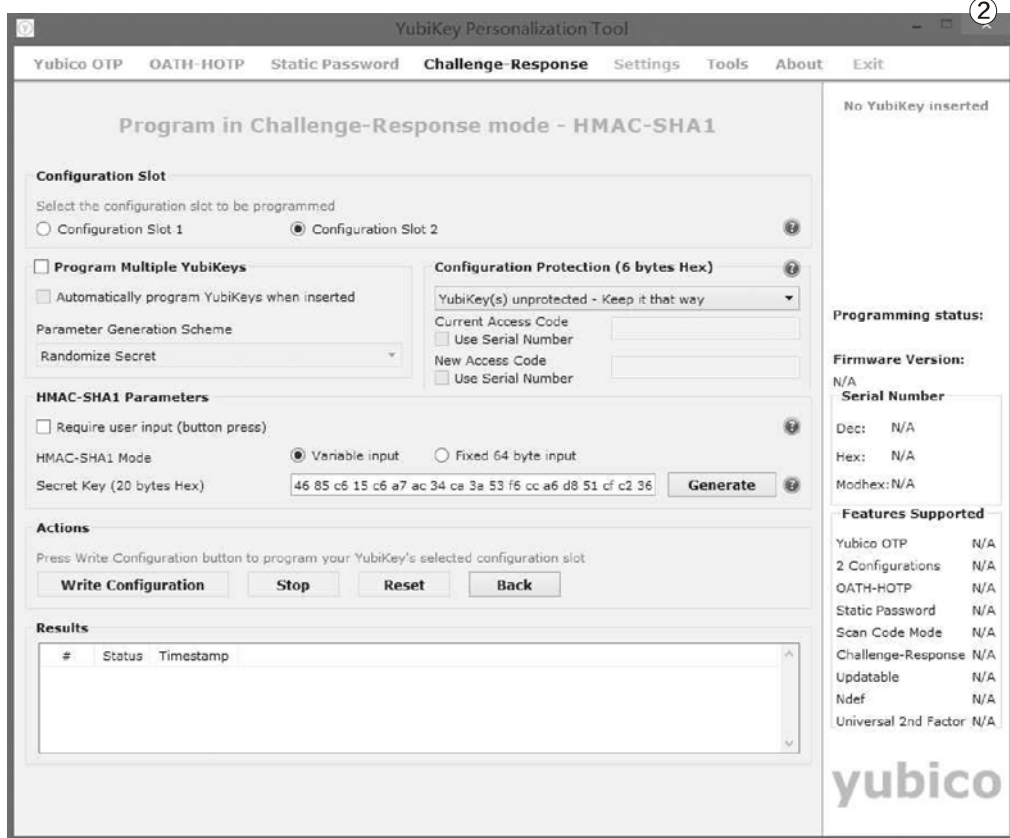 ②
YubiKey Personalization Tool
Yubico OTP OATH-HOTP Static Password Challenge-Response Settings Tools About Exit
Program in Challenge-Response mode - HMAC-SHA1
Configuration Slot
Select the configuration slot to be programmed
Configuration Slot 1 Configuration Slot 2
Program Multiple YubiKeys
Automatically program YubiKeys when inserted
Parameter Generation Scheme
Randomize Secret
Configuration Protection (6 bytes Hex)
YubiKey(s) unprotected - Keep it that way
Current Access Code
Use Serial Number
New Access Code
Use Serial Number
HMAC-SHA1 Parameters
Require user input (button press)
HMAC-SHA1 Mode Variable input Fixed 64 byte input
Secret Key (20 bytes Hex) 46 85 c6 15 c6 a7 ac 34 ca 3a 53 f6 cc a6 d8 51 cf c2 36 Generate
Actions
Press Write Configuration button to program your YubiKey's selected configuration slot
Write Configuration Stop Reset Back
Results
# Status Timestamp
No YubiKey inserted
Programming status:
Firmware Version:
N/A
Serial Number
Dec: N/A
Hex: N/A
Modhex: N/A
Features Supported
Yubico OTP N/A
2 Configurations N/A
OATH-HOTP N/A
Static Password N/A
Scan Code Mode N/A
Challenge-Response N/A
Updatable N/A
Ndef N/A
Universal 2nd Factor N/A
yubico